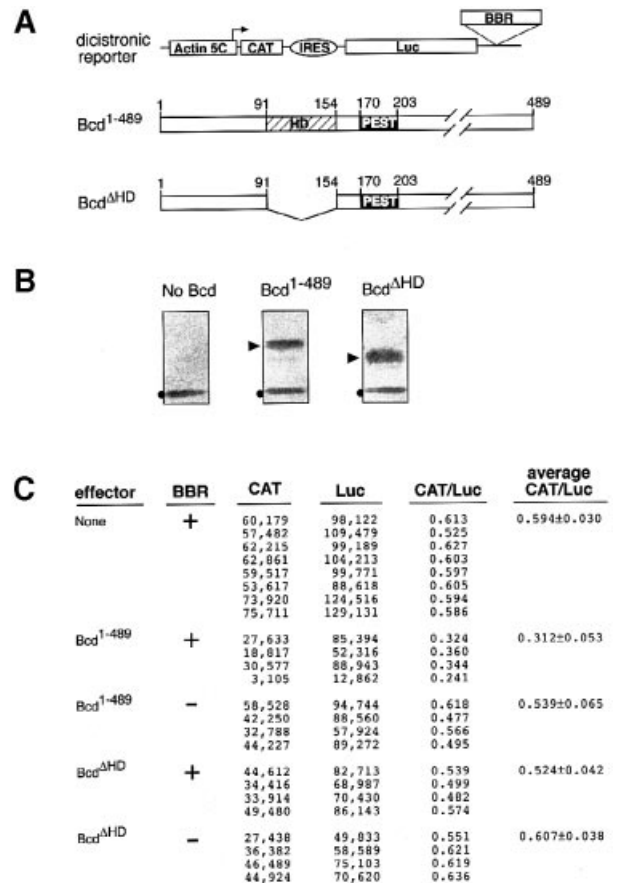 A
dicistronic
reporter
Actin 5C CAT IRES Luc BBR
1 91 154 170 203 489
Bcd1-489 HD PEST
1 91 154 170 203 489
BcdΔHD PEST
B
No Bcd Bcd1-489 BcdΔHD
C
effector BBR CAT Luc CAT/Luc average CAT/Luc
None + 60,179 98,122 0.613 0.594±0.030
57,482 109,479 0.525
62,215 99,189 0.627
62,861 104,213 0.603
59,517 99,771 0.597
53,617 88,618 0.605
73,920 124,516 0.594
75,711 129,131 0.586
Bcd1-489 + 27,633 85,394 0.324 0.312±0.053
18,817 52,316 0.360
30,577 88,943 0.344
3,105 12,862 0.241
Bcd1-489 - 58,528 94,744 0.618 0.539±0.065
42,250 88,560 0.477
32,788 57,924 0.566
44,227 89,272 0.495
BcdΔHD + 44,612 82,713 0.539 0.524±0.042
34,416 68,987 0.499
33,914 70,430 0.482
49,480 86,143 0.574
BcdΔHD - 27,438 49,833 0.551 0.607±0.038
36,382 58,589 0.621
46,489 75,103 0.619
44,924 70,620 0.636